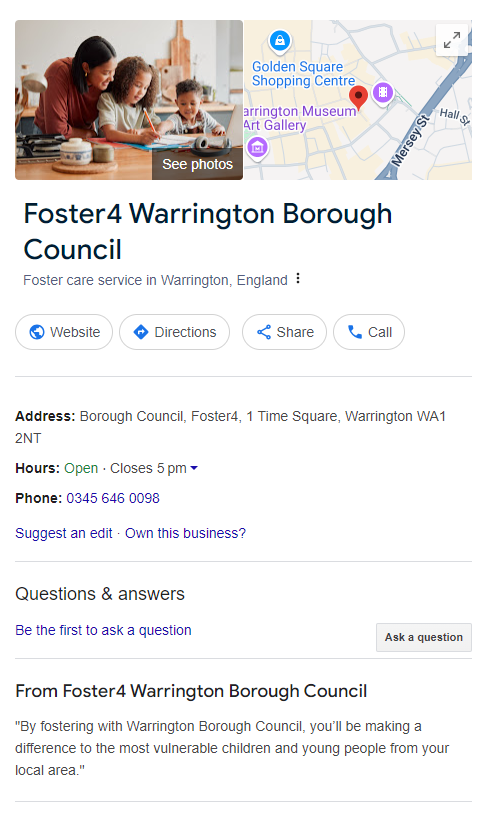 See photos
Golden Square
Shopping Centre
arrington Museum
Art Gallery
Mersey St
Hall St
Foster4 Warrington Borough
Council
Foster care service in Warrington, England
Website
Directions
Share
Call
Address: Borough Council, Foster4, 1 Time Square, Warrington WA1
2NT
Hours: Open · Closes 5 pm
Phone: 0345 646 0098
Suggest an edit · Own this business?
Questions & answers
Be the first to ask a question
Ask a question
From Foster4 Warrington Borough Council
"By fostering with Warrington Borough Council, you’ll be making a
difference to the most vulnerable children and young people from your
local area."